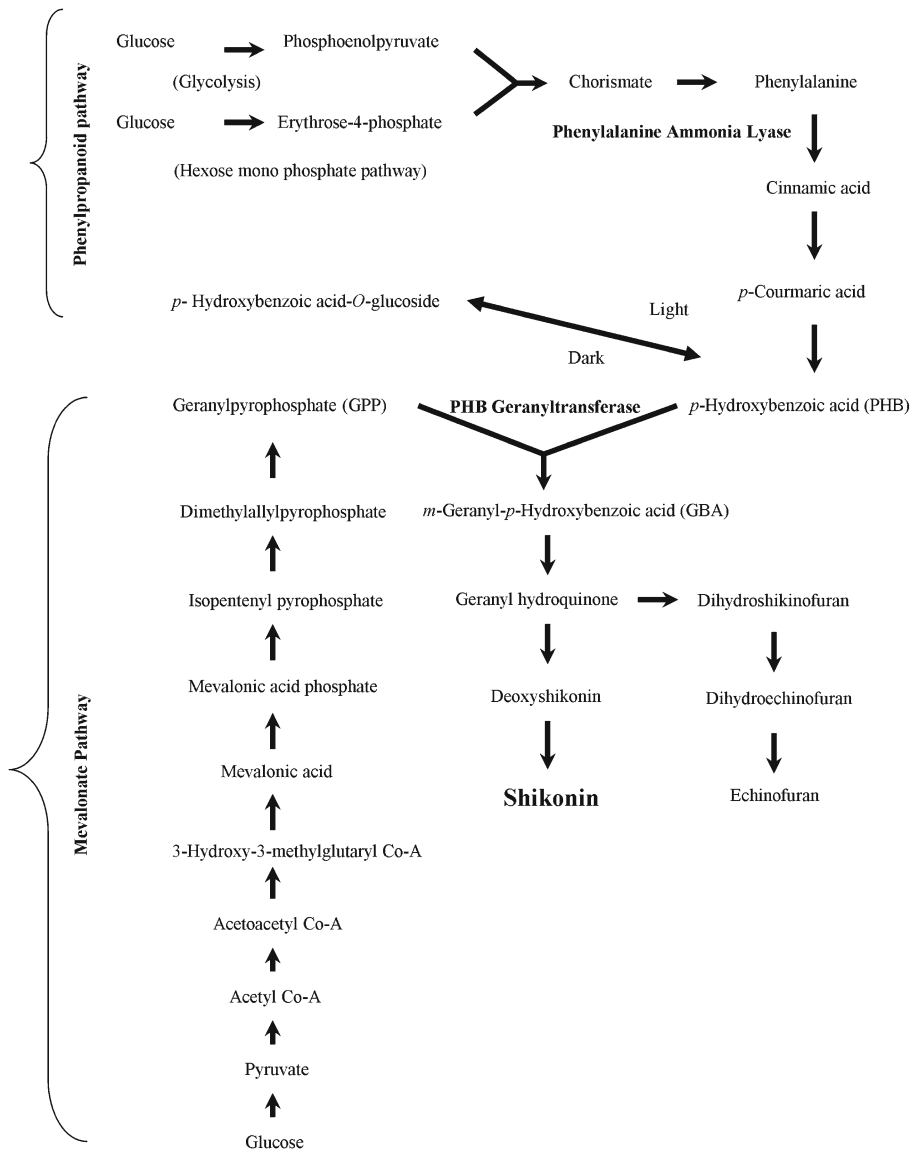 Phenylpropanoid pathway
Glucose
Phosphoenolpyruvate
(Glycolysis)
Chorismate
Phenylalanine
Glucose
Erythrose-4-phosphate
Phenylalanine Ammonia Lyase
(Hexose mono phosphate pathway)
Cinnamic acid
p-Courmaric acid
p- Hydroxybenzoic acid-O-glucoside
Light
Dark
Mevalonate Pathway
Geranylpyrophosphate (GPP)
PHB Geranyltransferase
p-Hydroxybenzoic acid (PHB)
Dimethylallylpyrophosphate
m-Geranyl-p-Hydroxybenzoic acid (GBA)
Isopentenyl pyrophosphate
Geranyl hydroquinone
Dihydroshikinofuran
Mevalonic acid phosphate
Deoxyshikonin
Dihydroechinofuran
Mevalonic acid
Shikonin
Echinofuran
3-Hydroxy-3-methylglutaryl Co-A
Acetoacetyl Co-A
Acetyl Co-A
Pyruvate
Glucose